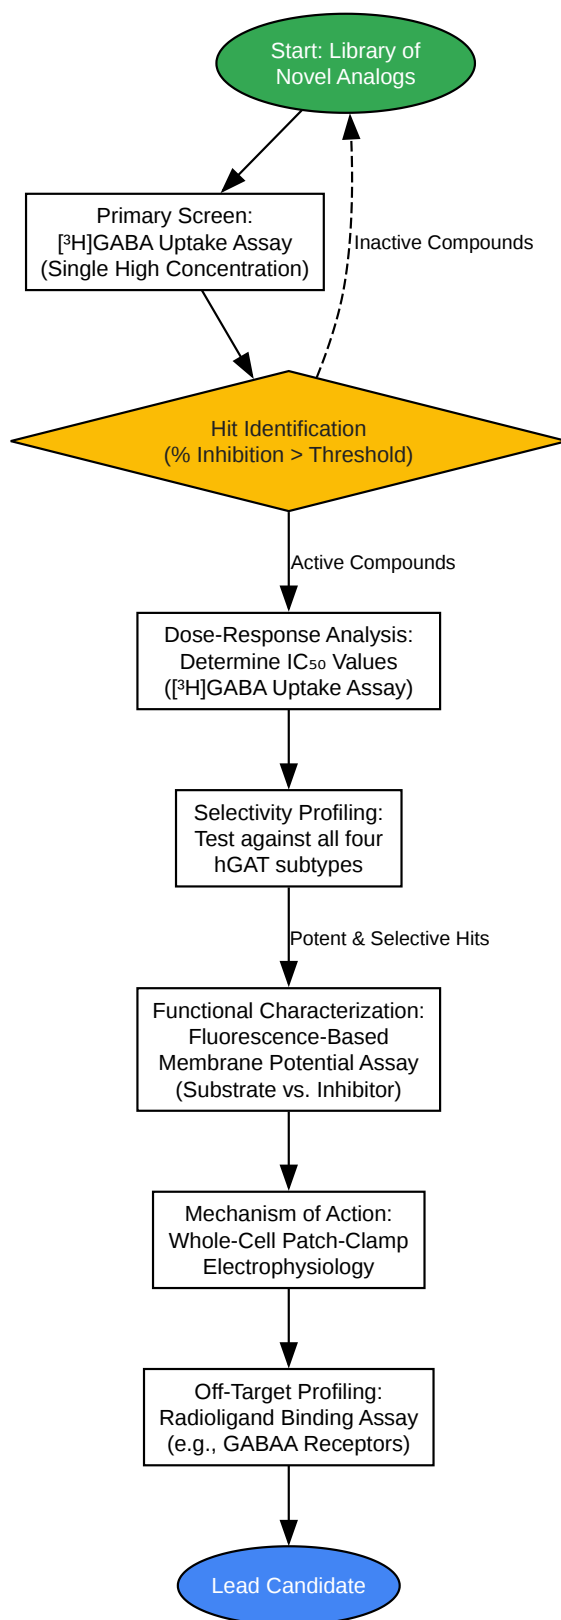 Start: Library of
Novel Analogs
Primary Screen:
[³H]GABA Uptake Assay
(Single High Concentration)
Inactive Compounds
Hit Identification
(% Inhibition > Threshold)
Active Compounds
Dose-Response Analysis:
Determine IC₅₀ Values
([³H]GABA Uptake Assay)
Selectivity Profiling:
Test against all four
hGAT subtypes
Potent & Selective Hits
Functional Characterization:
Fluorescence-Based
Membrane Potential Assay
(Substrate vs. Inhibitor)
Mechanism of Action:
Whole-Cell Patch-Clamp
Electrophysiology
Off-Target Profiling:
Radioligand Binding Assay
(e.g., GABAA Receptors)
Lead Candidate